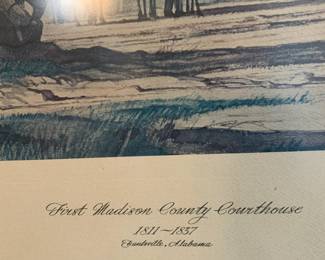 First Madison County Courthouse
1811~1837
Huntsville, Alabama